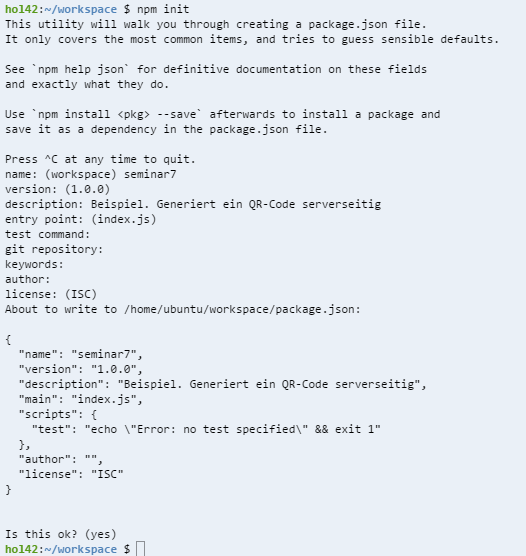 ho142:~/workspace $ npm init
This utility will walk you through creating a package.json file.
It only covers the most common items, and tries to guess sensible defaults.
See `npm help json` for definitive documentation on these fields
and exactly what they do.
Use `npm install <pkg> --save` afterwards to install a package and
save it as a dependency in the package.json file.
Press ^C at any time to quit.
name: (workspace) seminar7
version: (1.0.0)
description: Beispiel. Generiert ein QR-Code serverseitig
entry point: (index.js)
test command:
git repository:
keywords:
author:
license: (ISC)
About to write to /home/ubuntu/workspace/package.json:
{
  "name": "seminar7",
  "version": "1.0.0",
  "description": "Beispiel. Generiert ein QR-Code serverseitig",
  "main": "index.js",
  "scripts": {
    "test": "echo \"Error: no test specified\" && exit 1"
  },
  "author": "",
  "license": "ISC"
}
Is this ok? (yes)
ho142:~/workspace $